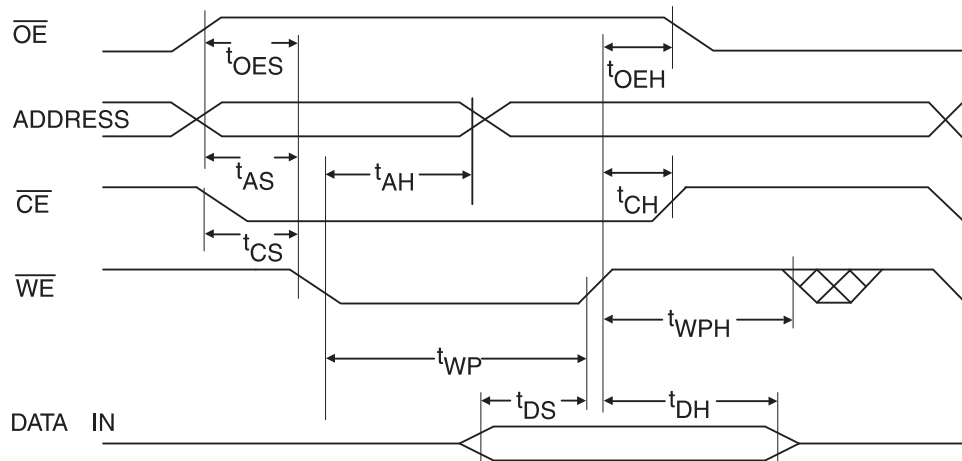 OE
tOES
tOEH
ADDRESS
tAS
tAH
CE
tCH
tCS
WE
tWPH
tWP
DATA IN
tDS
tDH